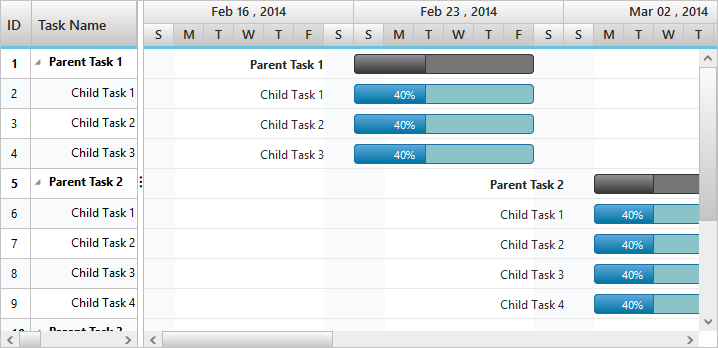 ID Task Name Feb 16 , 2014 Feb 23 , 2014 Mar 02 , 2014
S M T W T F S S M T W T F S S M T W T
1 Parent Task 1 Parent Task 1
2 Child Task 1 Child Task 1 40%
3 Child Task 2 Child Task 2 40%
4 Child Task 3 Child Task 3 40%
5 Parent Task 2 Parent Task 2
6 Child Task 1 Child Task 1 40%
7 Child Task 2 Child Task 2 40%
8 Child Task 3 Child Task 3 40%
9 Child Task 4 Child Task 4 40%
10 Parent Task 3